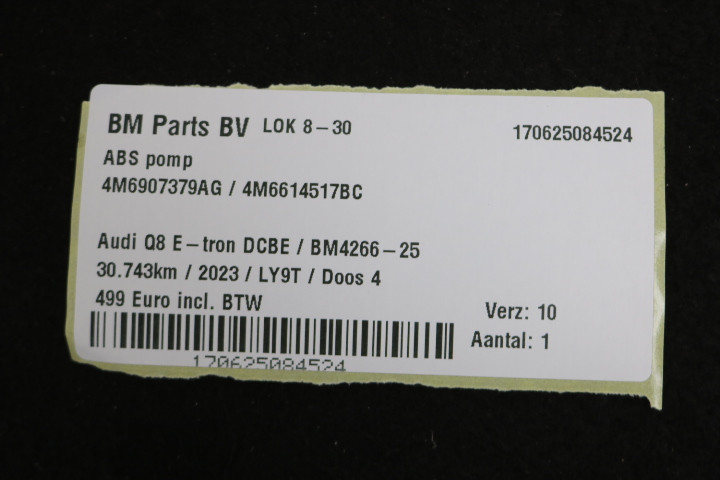 BM Parts BV LOK 8-30 170625084524
ABS pomp
4M6907379AG / 4M6614517BC
Audi Q8 E-tron DCBE / BM4266-25
30.743km / 2023 / LY9T / Doos 4
499 Euro incl. BTW
Verz: 10
Aantal: 1
170625084524